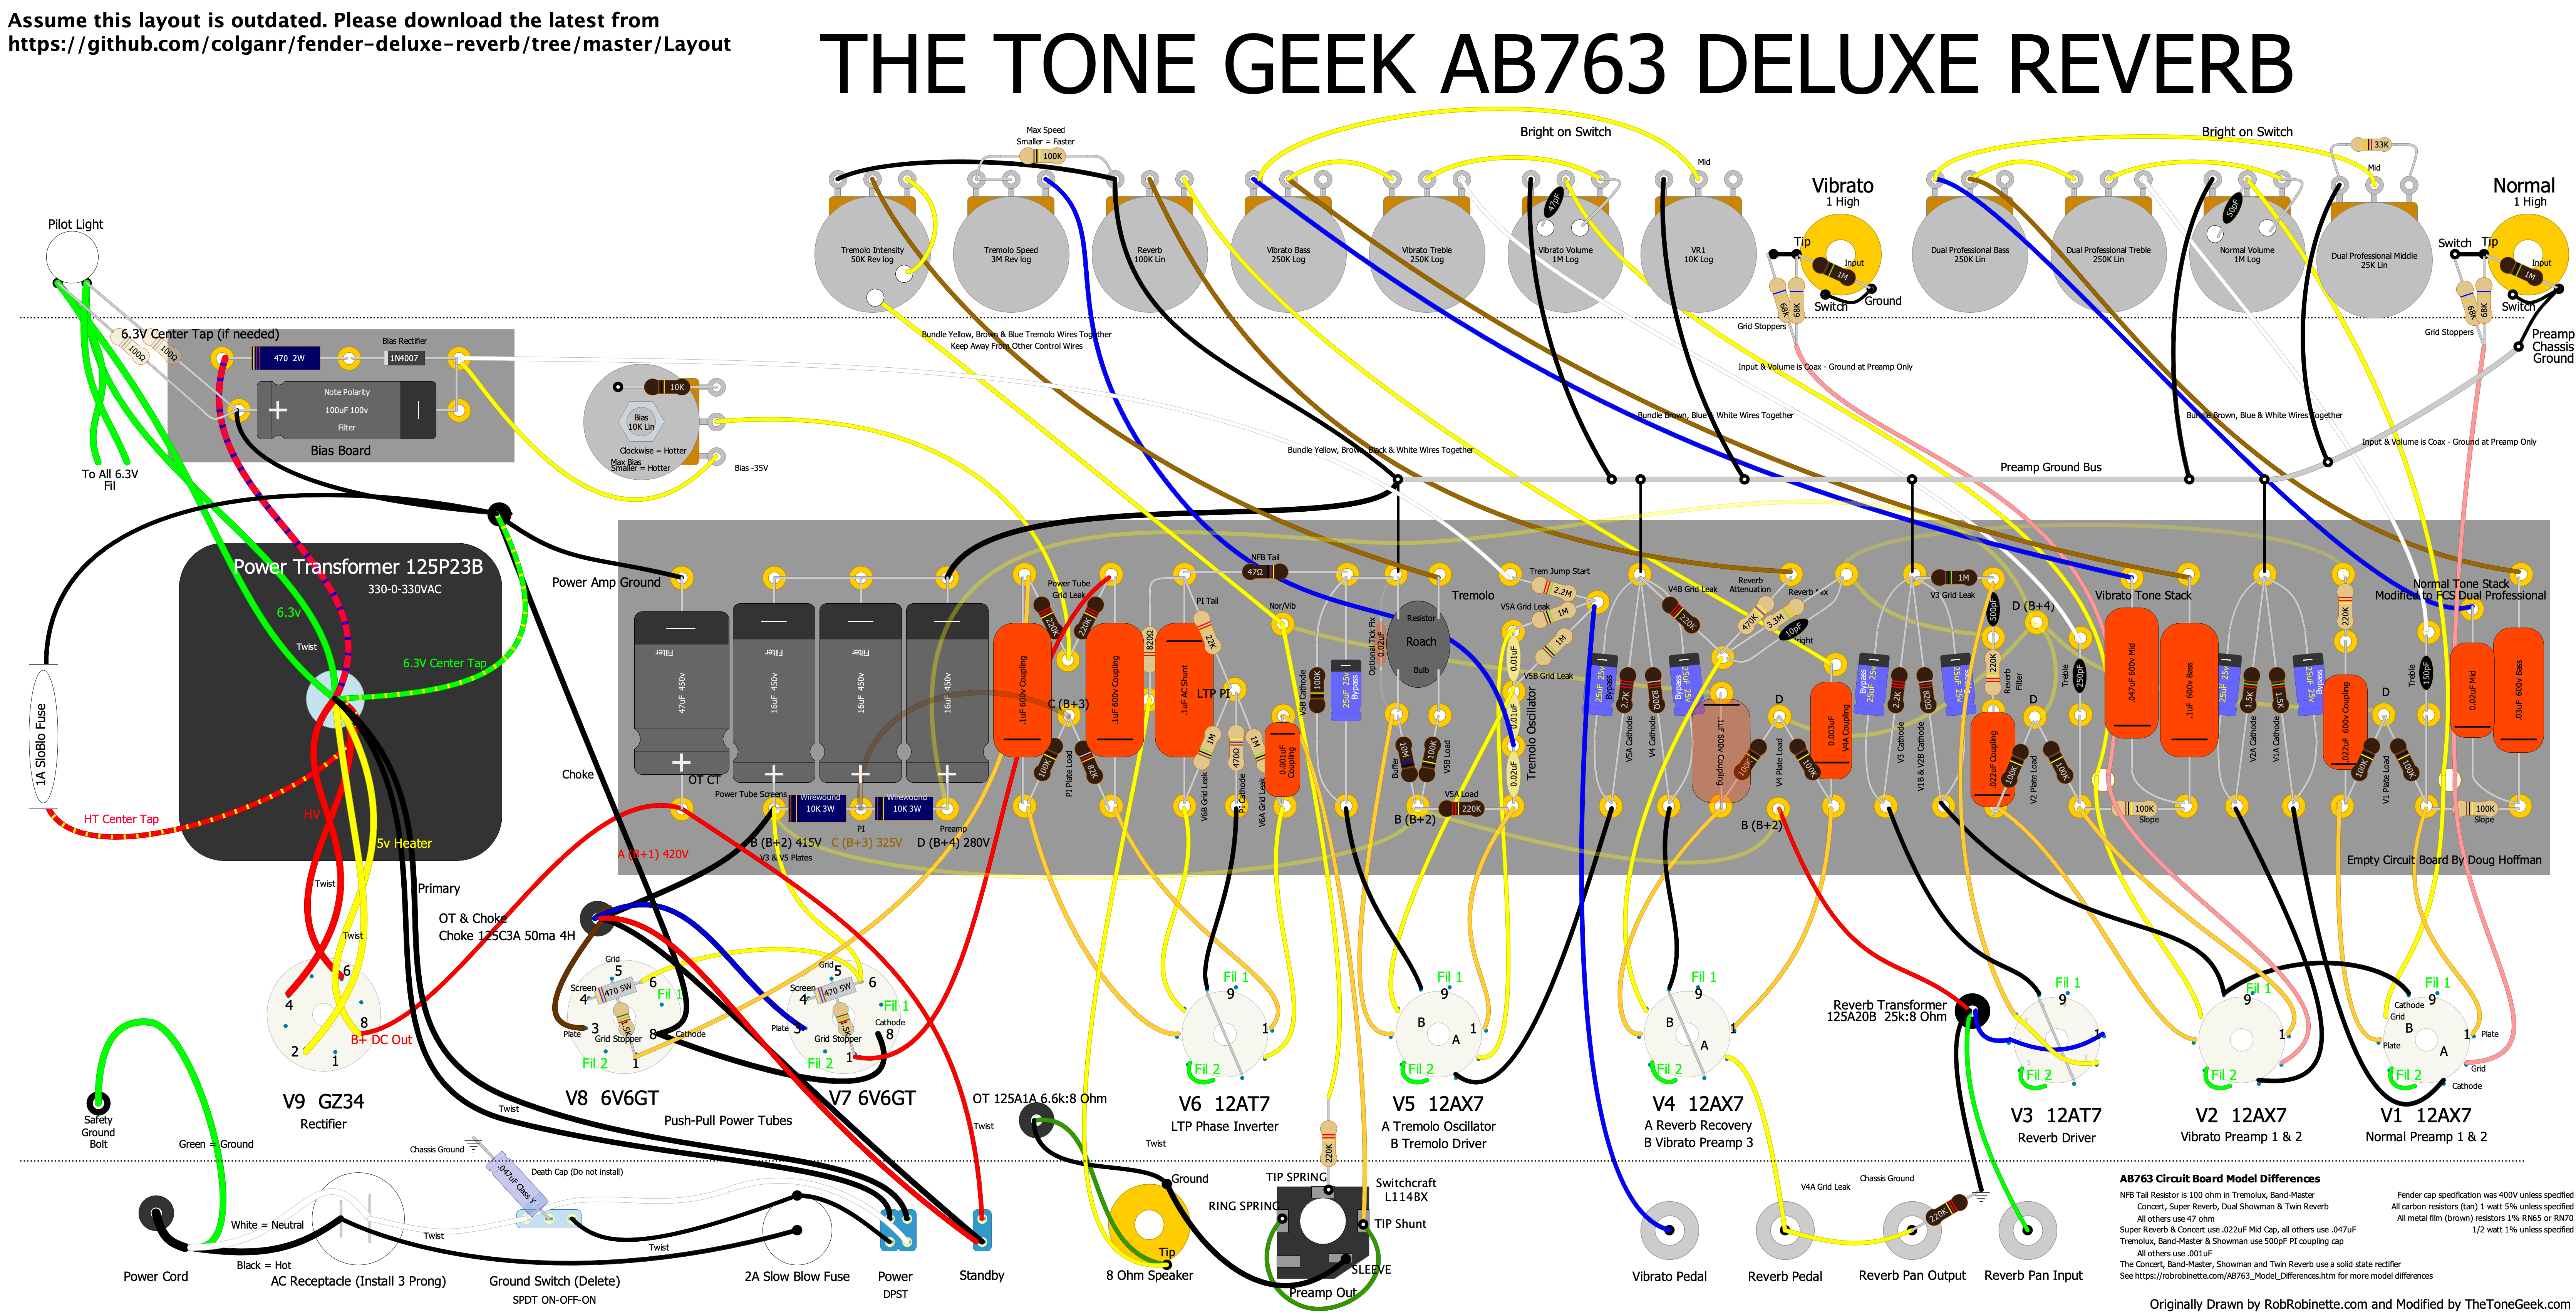 Assume this layout is outdated. Please download the latest from
https://github.com/colganr/fender-deluxe-reverb/tree/master/Layout
THE TONE GEEK AB763 DELUXE REVERB
Max Speed
Smaller = Faster
100K
Bright on Switch
Mid
Bright on Switch
33K
Mid
Pilot Light
Tremolo Intensity
50K Rev log
Tremolo Speed
3M Rev log
Reverb
100K Lin
Vibrato Bass
250K Log
Vibrato Treble
250K Log
47pF
Vibrato Volume
1M Log
VR1
10K Log
Vibrato
1 High
Tip
Input
1M
Switch
Ground
68K
68K
Grid Stoppers
Dual Professional Bass
250K Lin
Dual Professional Treble
250K Lin
50pF
Normal Volume
1M Log
Dual Professional Middle
25K Lin
Normal
1 High
Switch
Tip
Input
1M
Switch
68K
68K
Grid Stoppers
Preamp
Chassis
Ground
6.3V Center Tap (if needed)
100Ω
100Ω
470 2W
Bias Rectifier
1N4007
Note Polarity
100uF 100v
Filter
Bias Board
To All 6.3V
Fil
10K
Bias
10K Lin
Clockwise = Hotter
Max Bias
Smaller = Hotter
Bias -35V
Bundle Yellow, Brown & Blue Tremolo Wires Together
Keep Away From Other Control Wires
Input & Volume is Coax - Ground at Preamp Only
Bundle Brown, Blue & White Wires Together
Bundle Brown, Blue & White Wires Together
Bundle Yellow, Brown, Black & White Wires Together
Input & Volume is Coax - Ground at Preamp Only
Preamp Ground Bus
Power Transformer 125P23B
330-0-330VAC
6.3v
Twist
6.3V Center Tap
HV
5v Heater
Twist
Twist
Primary
1A SloBlo Fuse
HT Center Tap
Choke
Power Amp Ground
Filter
47uF 450v
Filter
16uF 450v
Filter
16uF 450v
Filter
16uF 450v
OT CT
Power Tube Screens
Wirewound
10K 3W
Wirewound
10K 3W
PI
Preamp
A (B+1) 420V
B (B+2) 415V
C (B+3) 325V
D (B+4) 280V
V3 & V5 Plates
Power Tube
Grid Leak
220K
220K
.1uF 600v Coupling
.1uF 600v Coupling
C (B+3)
100K
82K
PI Plate Load
820Ω
.1uF AC Shunt
PI Tail
22K
NFB Tail
47Ω
Nor/Vib
LTP PI
1M
470Ω
1M
V6B Grid Leak
PI Cathode
V6A Grid Leak
0.001uF
Coupling
V5B Cathode
100K
25uF 25v
Bypass
Optional Tick Fix
0.022uF
Resistor
Roach
Bulb
Buffer
10M
100K
V5B Load
V5A Load
220K
B (B+2)
Tremolo
Trem Jump Start
2.2M
V5A Grid Leak
1M
1M
V5B Grid Leak
0.01uF
0.01uF
0.02uF
Tremolo Oscillator
25uF 25v
Bypass
2.7K
V5A Cathode
820Ω
V4 Cathode
Bypass
25uF 25v
V4B Grid Leak
220K
Reverb
Attenuation
470K
3.3M
Reverb Mix
10pF
Bright
.1uF 600v Coupling
D
100K
V4 Plate Load
100K
0.003uF
V4A Coupling
B (B+2)
Bypass
25uF 25v
2.2K
V3 Cathode
820Ω
V1B & V2B Cathode
25uF 25v
Bypass
V3 Grid Leak
1M
500pF
220K
Reverb
Filter
D (B+4)
D
.022uF Coupling
100K
100K
V2 Plate Load
Treble
250pF
Vibrato Tone Stack
.047uF 600v Mid
.1uF 600v Bass
100K
Slope
25uF 25v
Bypass
1.5K
V2A Cathode
1.5K
V1A Cathode
25uF 25v
Bypass
220K
.022uF 600v Coupling
D
100K
V1 Plate Load
100K
Treble
150pF
Normal Tone Stack
Modified to FCS Dual Professional
0.02uF Mid
.03uF 600v Bass
100K
Slope
Empty Circuit Board By Doug Hoffman
OT & Choke
Choke 125C3A 50ma 4H
4
6
8
2
1
B+ DC Out
V9 GZ34
Rectifier
Grid
5
6
Screen
4
470 5W
Fil 1
Plate
3
1.5K
Grid Stopper
8
Cathode
Fil 2
1
V8 6V6GT
Grid
5
6
Screen
4
470 5W
Fil 1
Plate
3
1.5K
Grid Stopper
Cathode
8
Fil 2
1
V7 6V6GT
Push-Pull Power Tubes
Fil 1
9
1
Fil 2
V6 12AT7
LTP Phase Inverter
Fil 1
9
B
A
1
Fil 2
V5 12AX7
A Tremolo Oscillator
B Tremolo Driver
Fil 1
9
B
A
1
Fil 2
V4 12AX7
A Reverb Recovery
B Vibrato Preamp 3
Reverb Transformer
125A20B 25k:8 Ohm
Fil 1
9
1
Fil 2
V3 12AT7
Reverb Driver
Fil 1
9
1
Fil 2
V2 12AX7
Vibrato Preamp 1 & 2
Fil 1
9
Cathode
Grid
B
Plate
A
1
Plate
Grid
Cathode
Fil 2
V1 12AX7
Normal Preamp 1 & 2
Safety
Ground
Bolt
Green = Ground
Twist
OT 125A1A 6.6k:8 Ohm
Twist
Twist
Chassis Ground
.047uF Class Y
Death Cap (Do not install)
White = Neutral
Twist
Twist
Black = Hot
Power Cord
AC Receptacle (Install 3 Prong)
Ground Switch (Delete)
SPDT ON-OFF-ON
2A Slow Blow Fuse
Power
DPST
Standby
Ground
Tip
8 Ohm Speaker
220K
TIP SPRING
RING SPRING
Switchcraft
L114BX
TIP Shunt
SLEEVE
Preamp Out
Vibrato Pedal
V4A Grid Leak
Chassis Ground
220K
Reverb Pedal
Reverb Pan Output
Reverb Pan Input
AB763 Circuit Board Model Differences
NFB Tail Resistor is 100 ohm in Tremolux, Band-Master
Concert, Super Reverb, Dual Showman & Twin Reverb
All others use 47 ohm
Super Reverb & Concert use .022uF Mid Cap, all others use .047uF
Tremolux, Band-Master & Showman use 500pF PI coupling cap
All others use .001uF
The Concert, Band-Master, Showman and Twin Reverb use a solid state rectifier
See https://robrobinette.com/AB763_Model_Differences.htm for more model differences
Fender cap specification was 400V unless specified
All carbon resistors (tan) 1 watt 5% unless specified
All metal film (brown) resistors 1% RN65 or RN70
1/2 watt 1% unless specified
Originally Drawn by RobRobinette.com and Modified by TheToneGeek.com